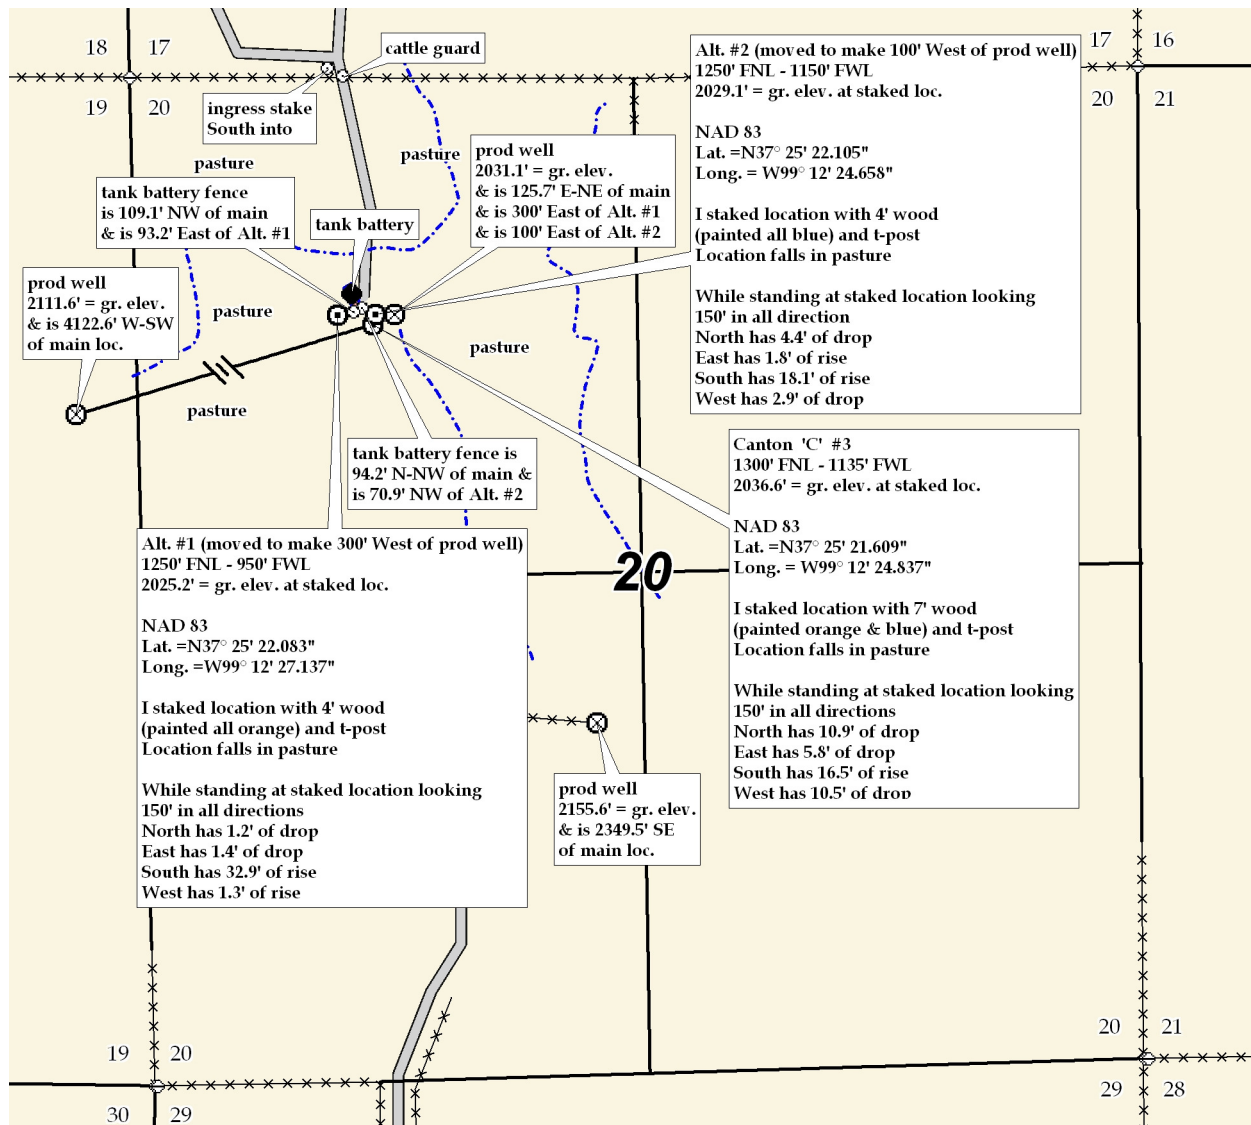 18 17
19 20
17 16
20 21
cattle guard
ingress stake
South into
pasture
pasture
tank battery fence
is 109.1' NW of main
& is 93.2' East of Alt. #1
tank battery
prod well
2031.1' = gr. elev.
& is 125.7' E-NE of main
& is 300' East of Alt. #1
& is 100' East of Alt. #2
Alt. #2 (moved to make 100' West of prod well)
1250' FNL - 1150' FWL
2029.1' = gr. elev. at staked loc.
NAD 83
Lat. =N37° 25' 22.105"
Long. = W99° 12' 24.658"
I staked location with 4' wood
(painted all blue) and t-post
Location falls in pasture
While standing at staked location looking
150' in all direction
North has 4.4' of drop
East has 1.8' of rise
South has 18.1' of rise
West has 2.9' of drop
prod well
2111.6' = gr. elev.
& is 4122.6' W-SW
of main loc.
pasture
pasture
pasture
tank battery fence is
94.2' N-NW of main &
is 70.9' NW of Alt. #2
Canton 'C' #3
1300' FNL - 1135' FWL
2036.6' = gr. elev. at staked loc.
NAD 83
Lat. =N37° 25' 21.609"
Long. = W99° 12' 24.837"
I staked location with 7' wood
(painted orange & blue) and t-post
Location falls in pasture
While standing at staked location looking
150' in all directions
North has 10.9' of drop
East has 5.8' of drop
South has 16.5' of rise
West has 10.5' of drop
20
Alt. #1 (moved to make 300' West of prod well)
1250' FNL - 950' FWL
2025.2' = gr. elev. at staked loc.
NAD 83
Lat. =N37° 25' 22.083"
Long. =W99° 12' 27.137"
I staked location with 4' wood
(painted all orange) and t-post
Location falls in pasture
While standing at staked location looking
150' in all directions
North has 1.2' of drop
East has 1.4' of drop
South has 32.9' of rise
West has 1.3' of rise
prod well
2155.6' = gr. elev.
& is 2349.5' SE
of main loc.
19 20
30 29
20 21
29 28